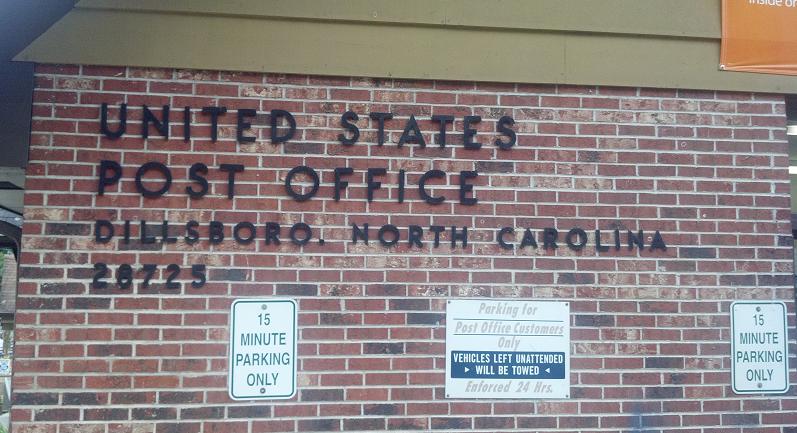 inside or
UNITED STATES
POST OFFICE
DILLSBORO. NORTH CAROLINA
28725
15
MINUTE
PARKING
ONLY
Parking for
Post Office Customers
Only
VEHICLES LEFT UNATTENDED
WILL BE TOWED
Enforced 24 Hrs.
15
MINUTE
PARKING
ONLY